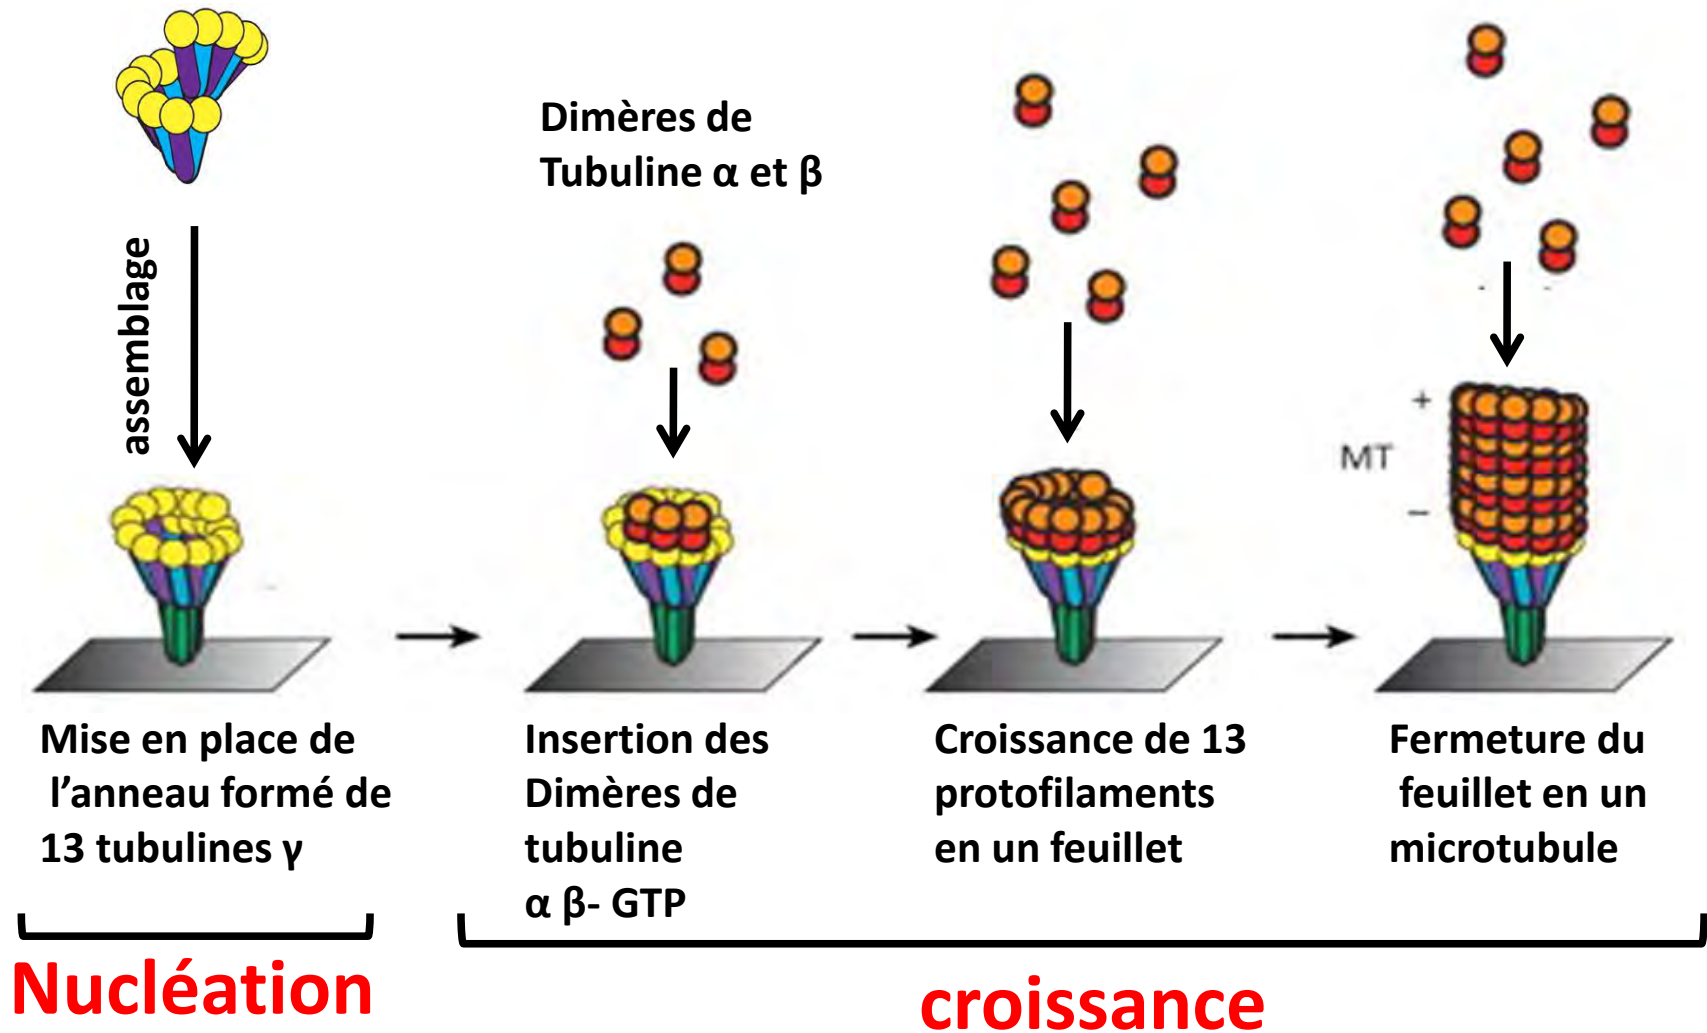 assemblage
Dimères de
Tubuline α et β
+
MT
–
Mise en place de
l’anneau formé de
13 tubulines γ
Insertion des
Dimères de
tubuline
α β- GTP
Croissance de 13
protofilaments
en un feuillet
Fermeture du
feuillet en un
microtubule
Nucléation
croissance